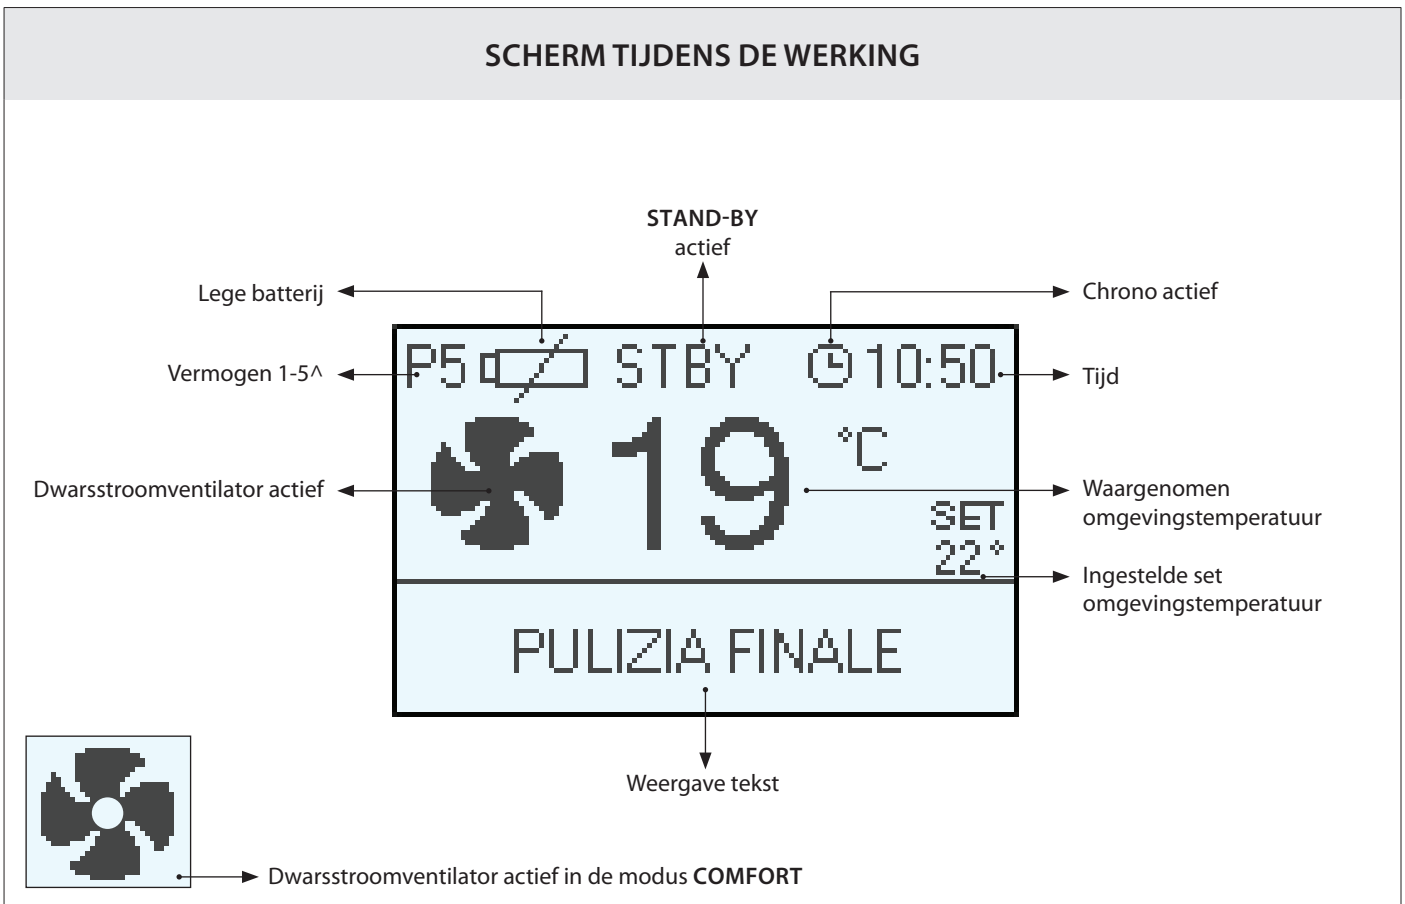 SCHERM TIJDENS DE WERKING
STAND-BY
actief
Lege batterij
Chrono actief
Vermogen 1-5^
P5 STBY 10:50
Tijd
Dwarsstroomventilator actief
19 °C
Waargenomen
omgevingstemperatuur
SET
22°
Ingestelde set
omgevingstemperatuur
PULIZIA FINALE
Weergave tekst
Dwarsstroomventilator actief in de modus COMFORT